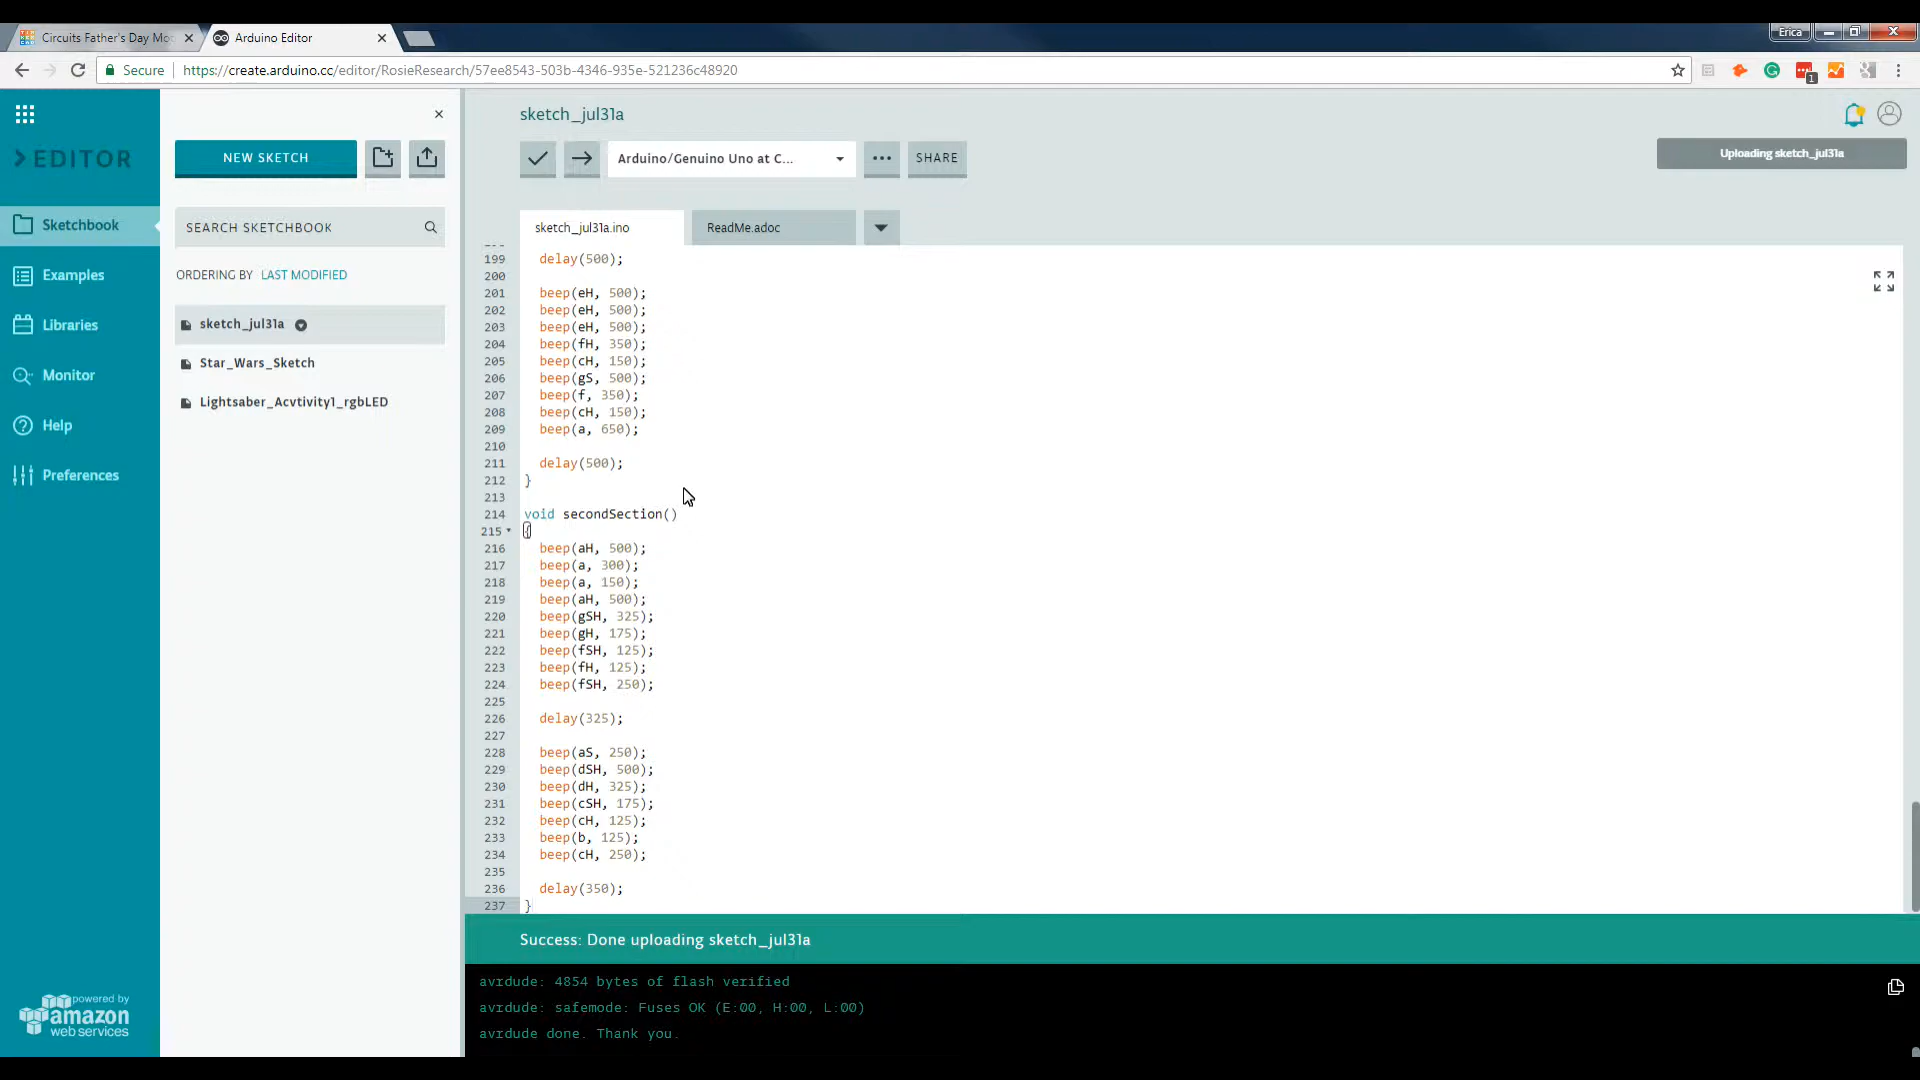 Circuits Father's Day Mo
Arduino Editor
Erica
Secure
https://create.arduino.cc/editor/RosieResearch/57ee8543-503b-4346-935e-521236c48920
1
EDITOR
Sketchbook
Examples
Libraries
Monitor
Help
Preferences
powered by
amazon
web services
NEW SKETCH
SEARCH SKETCHBOOK
ORDERING BY LAST MODIFIED
sketch_jul31a
Star_Wars_Sketch
Lightsaber_Acvtivity1_rgbLED
sketch_jul31a
Arduino/Genuino Uno at C...
SHARE
Uploading sketch_jul31a
sketch_jul31a.ino
ReadMe.adoc
199 delay(500);
200
201 beep(eH, 500);
202 beep(eH, 500);
203 beep(eH, 500);
204 beep(fH, 350);
205 beep(cH, 150);
206 beep(gS, 500);
207 beep(f, 350);
208 beep(cH, 150);
209 beep(a, 650);
210
211 delay(500);
212 }
213
214 void secondSection()
215 {
216 beep(aH, 500);
217 beep(a, 300);
218 beep(a, 150);
219 beep(aH, 500);
220 beep(gSH, 325);
221 beep(gH, 175);
222 beep(fSH, 125);
223 beep(fH, 125);
224 beep(fSH, 250);
225
226 delay(325);
227
228 beep(aS, 250);
229 beep(dSH, 500);
230 beep(dH, 325);
231 beep(cSH, 175);
232 beep(cH, 125);
233 beep(b, 125);
234 beep(cH, 250);
235
236 delay(350);
237 }
Success: Done uploading sketch_jul31a
avrdude: 4854 bytes of flash verified
avrdude: safemode: Fuses OK (E:00, H:00, L:00)
avrdude done. Thank you.